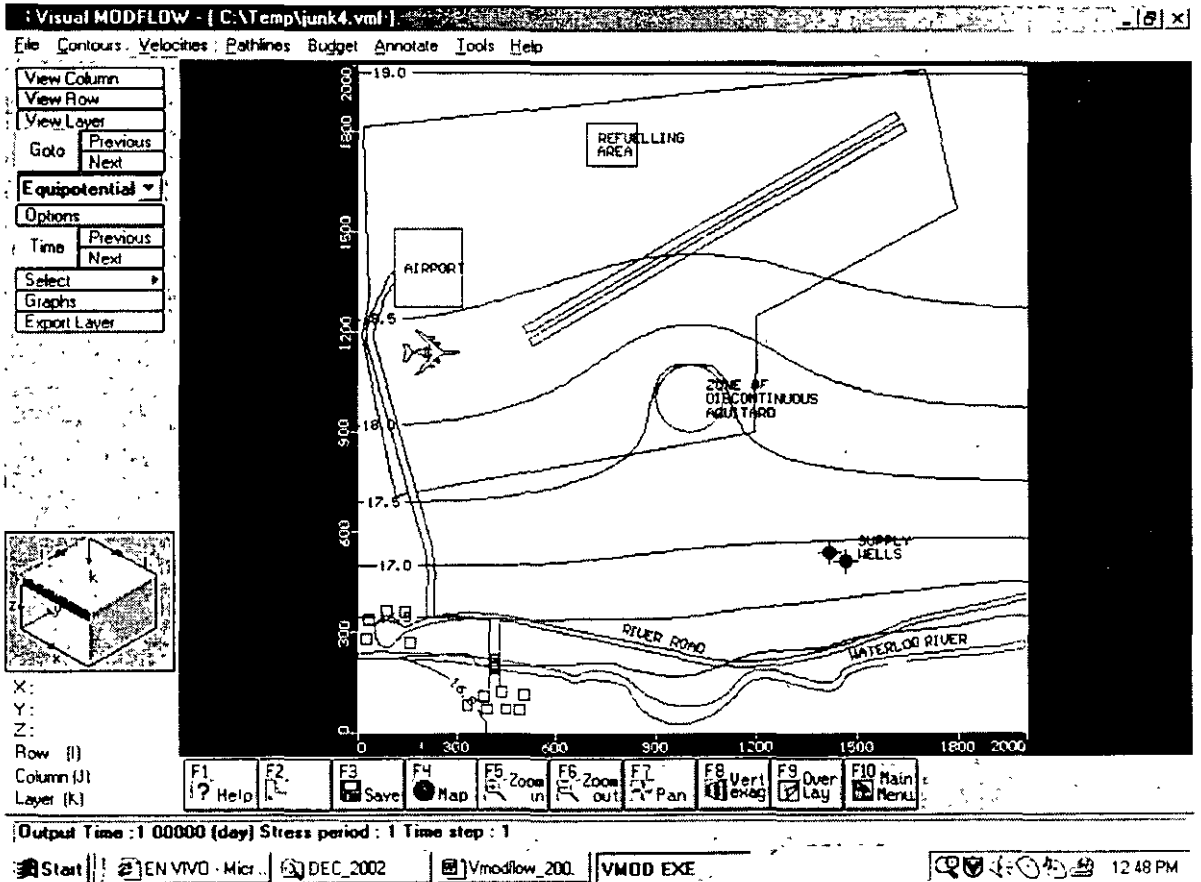 Visual MODFLOW - [ C:\Temp\junk4.vmf ]
File Contours Velocities Pathlines Budget Annotate Tools Help
View Column
View Row
View Layer
Goto Previous
Next
Equipotential
Options
Time Previous
Next
Select
Graphs
Export Layer
X:
Y:
Z:
Row (I)
Column (J)
Layer (K)
2000
1800
1500
1200
900
600
300
0
19.0
REFUELLING
AREA
AIRPORT
18.0
ZONE OF
DISCONTINUOUS
AQUITARD
17.5
17.0
SUPPLY
WELLS
RIVER ROAD
WATERLOO RIVER
0 300 600 900 1200 1500 1800 2000
F1 ? Help
F2
F3 Save
F4 Map
F5 Zoom in
F6 Zoom out
F7 Pan
F8 Vert exag
F9 Over Lay
F10 Main Menu
Output Time :1 00000 (day) Stress period : 1 Time step : 1
Start EN VIVO - Micr... DEC_2002 Vmodflow_200. VMOD EXE 12 48 PM